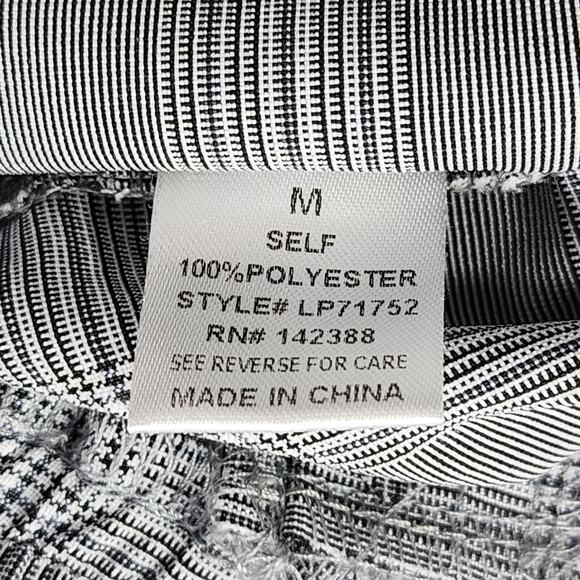 M
SELF
100%POLYESTER
STYLE# LP71752
RN# 142388
SEE REVERSE FOR CARE
MADE IN CHINA